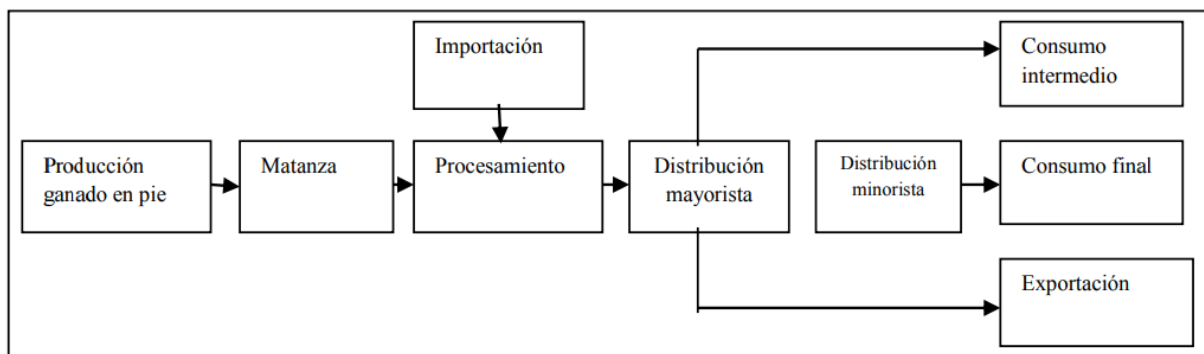 Importación
Consumo
intermedio
Producción
ganado en pie
Matanza
Procesamiento
Distribución
mayorista
Distribución
minorista
Consumo final
Exportación